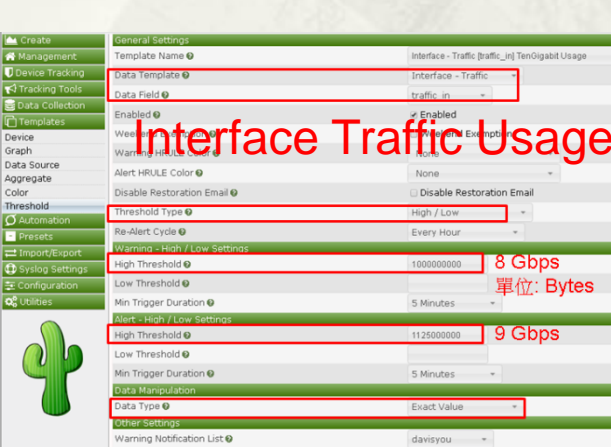 Create
Management
Device Tracking
Tracking Tools
Data Collection
Templates
Device
Graph
Data Source
Aggregate
Color
Threshold
Automation
Presets
Import/Export
Syslog Settings
Configuration
Utilities
General Settings
Template Name Interface - Traffic [traffic_in] TenGigabit Usage
Data Template Interface - Traffic
Data Field traffic_in
Enabled Enabled
Interface Traffic Usage
Weekend Exemption Weekend Exemption
Warning HRULE Color None
Alert HRULE Color None
Disable Restoration Email Disable Restoration Email
Threshold Type High / Low
Re-Alert Cycle Every Hour
Warning - High / Low Settings
High Threshold 1000000000 8 Gbps
單位: Bytes
Low Threshold
Min Trigger Duration 5 Minutes
Alert - High / Low Settings
High Threshold 1125000000 9 Gbps
Low Threshold
Min Trigger Duration 5 Minutes
Data Manipulation
Data Type Exact Value
Other Settings
Warning Notification List davisyou